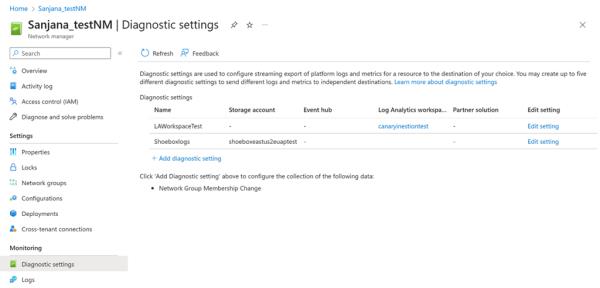 Home > Sanjana_testNM
Sanjana_testNM | Diagnostic settings
Network manager
Search
Overview
Activity log
Access control (IAM)
Diagnose and solve problems
Settings
Properties
Locks
Network groups
Configurations
Deployments
Cross-tenant connections
Monitoring
Diagnostic settings
Logs
Refresh Feedback
Diagnostic settings are used to configure streaming export of platform logs and metrics for a resource to the destination of your choice. You may create up to five
different diagnostic settings to send different logs and metrics to independent destinations. Learn more about diagnostic settings
Diagnostic settings
Name Storage account Event hub Log Analytics workspa... Partner solution Edit setting
LAWorkspaceTest - - canaryinestiontest - Edit setting
Shoeboxlogs shoeboxeastus2euaptest - - - Edit setting
+ Add diagnostic setting
Click 'Add Diagnostic setting' above to configure the collection of the following data:
• Network Group Membership Change